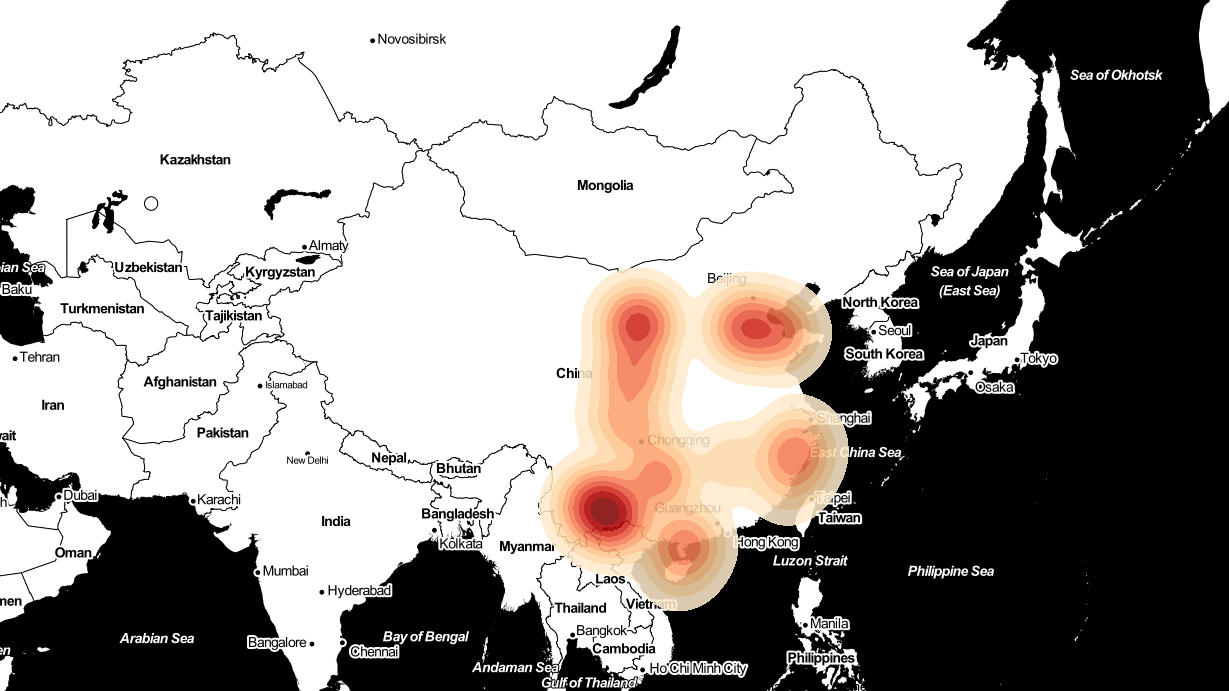 Novosibirsk
Sea of Okhotsk
Kazakhstan
Mongolia
Almaty
Beijing
ian Sea
Uzbekistan
Kyrgyzstan
Sea of Japan
(East Sea)
Baku
Turkmenistan
Tajikistan
North Korea
Seoul
South Korea
Japan
Tokyo
Tehran
China
Afghanistan
Islamabad
Osaka
Iran
Pakistan
Shanghai
wait
Chongqing
East China Sea
New Delhi
Nepal
Bhutan
Dubai
Karachi
Taipei
Taiwan
Guangzhou
Bangladesh
India
Kolkata
Myanmar
Hong Kong
Oman
Luzon Strait
Mumbai
Laos
Philippine Sea
Hyderabad
men
Thailand
Vietnam
Manila
Arabian Sea
Bay of Bengal
Bangkok
Bangalore
Chennai
Cambodia
en
Philippines
Andaman Sea
Ho Chi Minh City
Gulf of Thailand